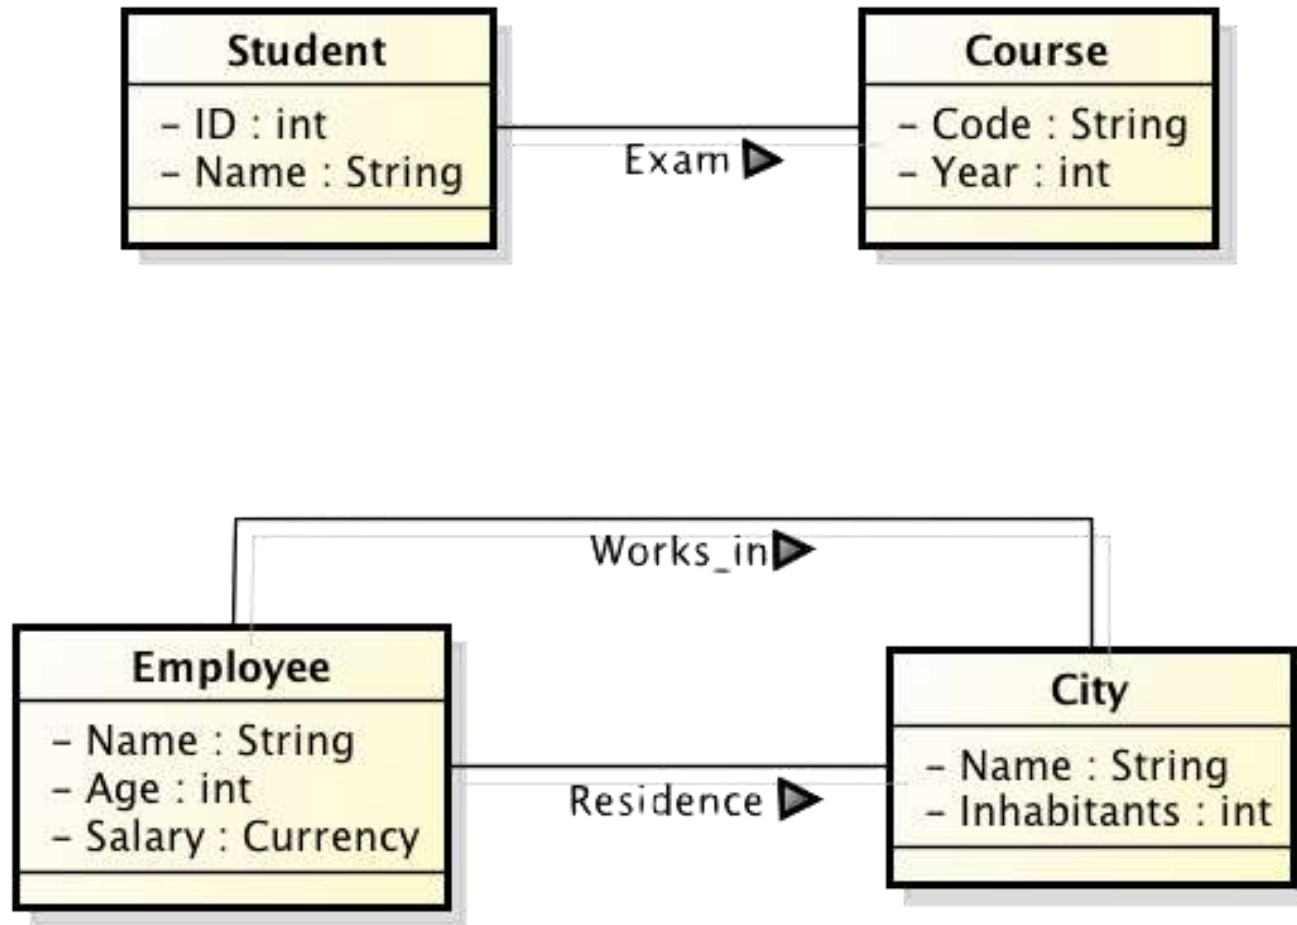 Student
– ID : int
– Name : String
Exam
Course
– Code : String
– Year : int
Works_in
Employee
– Name : String
– Age : int
– Salary : Currency
Residence
City
– Name : String
– Inhabitants : int